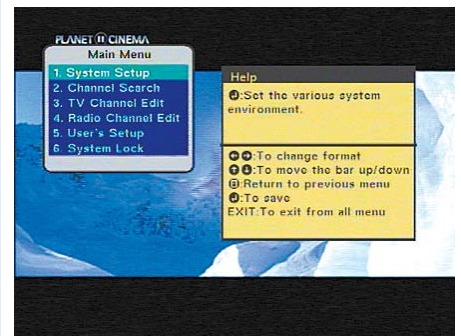 PLANET CINEMA
Main Menu
1. System Setup
2. Channel Search
3. TV Channel Edit
4. Radio Channel Edit
5. User's Setup
6. System Lock
Help
:Set the various system
environment.
:To change format
:To move the bar up/down
:Return to previous menu
:To save
EXIT:To exit from all menu